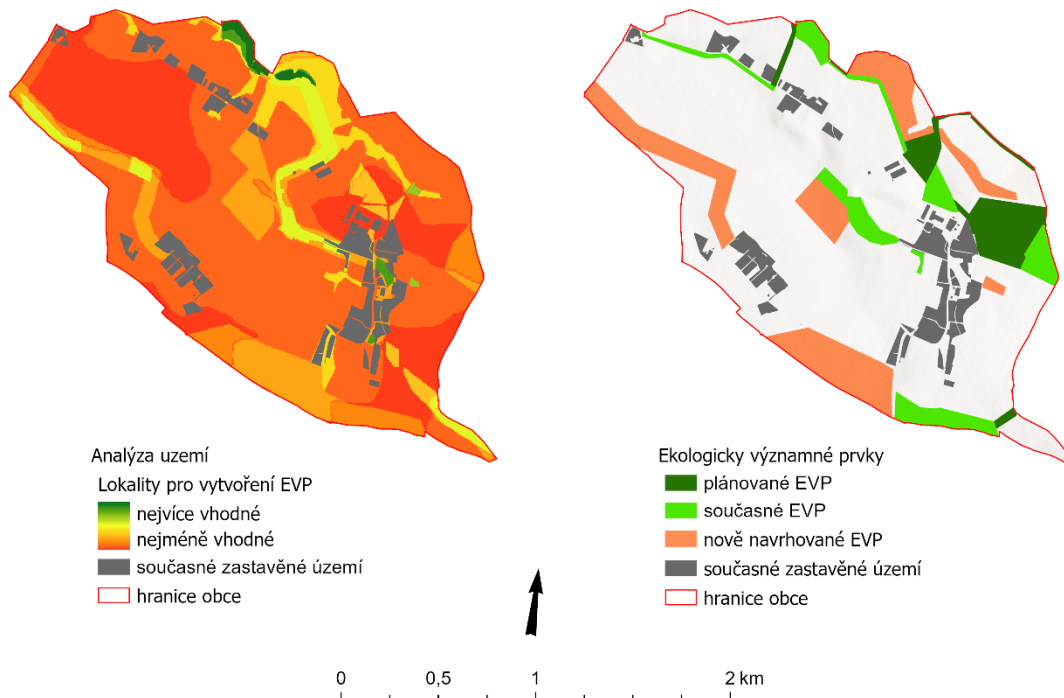 Analýza uzemí
Lokality pro vytvoření EVP
nejvíce vhodné
nejméně vhodné
současné zastavěné území
hranice obce
Ekologicky významné prvky
plánované EVP
současné EVP
nově navrhované EVP
současné zastavěné území
hranice obce
0 0,5 1 2 km